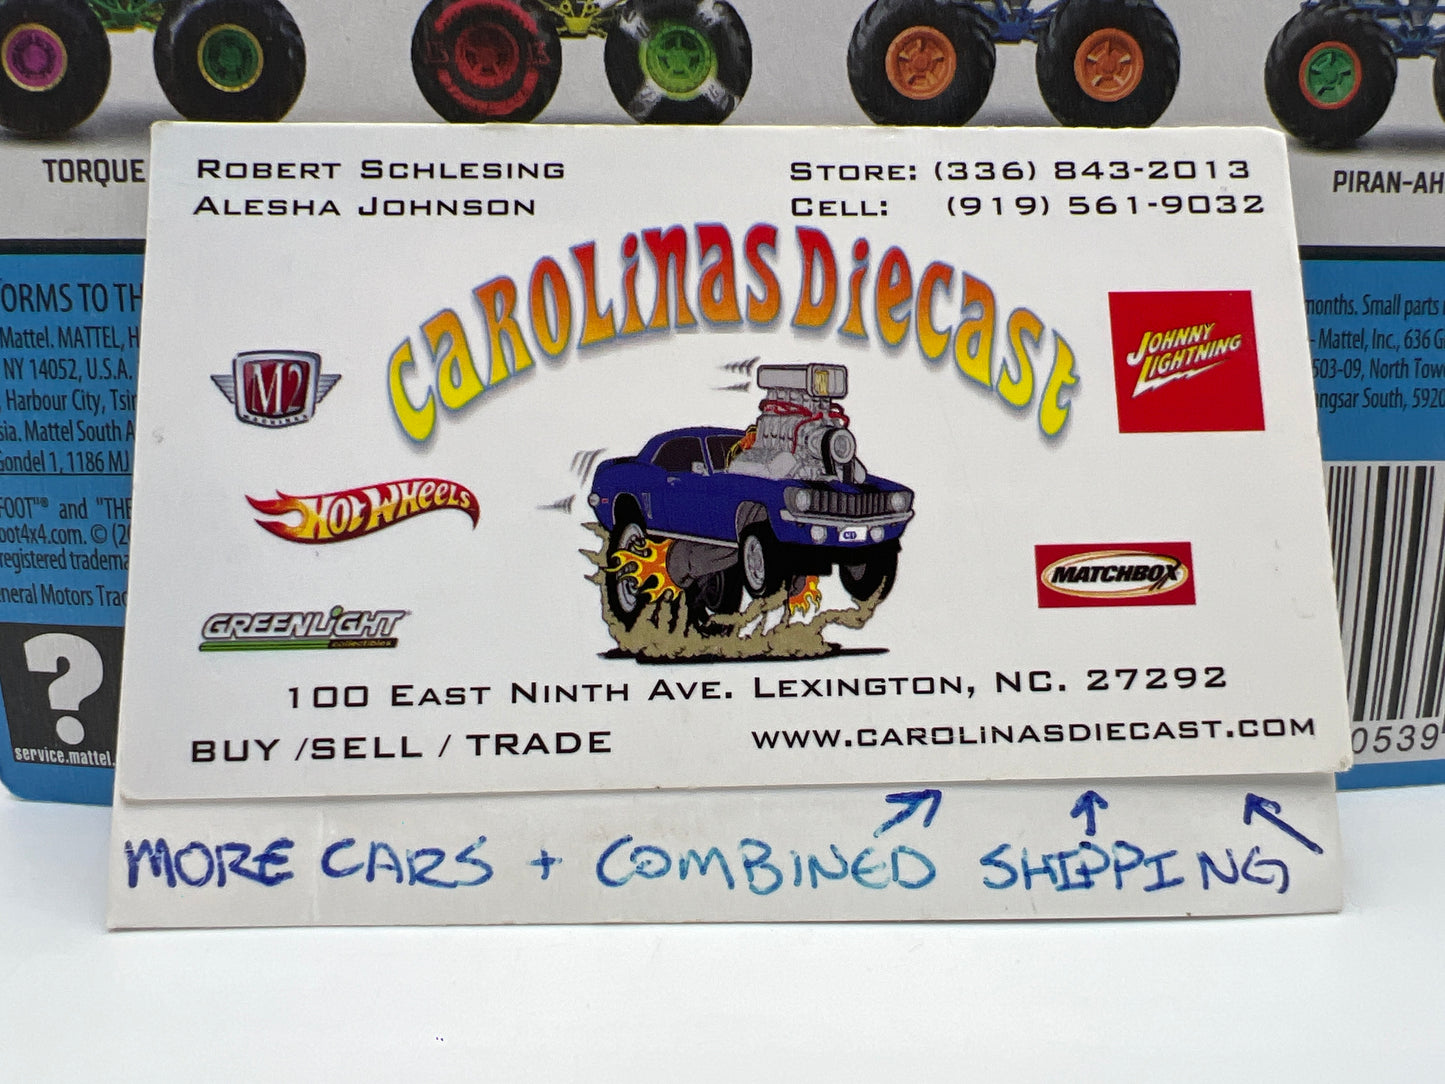 TORQUE
PIRAN-AH
ROBERT SCHLESING
ALESHA JOHNSON
STORE: (336) 843-2013
CELL: (919) 561-9032
CAROLINAS DIECAST
M2
MACHINES
JOHNNY
LIGHTNING
HOT WHEELS
MATCHBOX
GREENLIGHT
collectibles
100 EAST NINTH AVE. LEXINGTON, NC. 27292
BUY /SELL / TRADE
WWW.CAROLINASDIECAST.COM
MORE CARS + COMBINED SHIPPING
ORMS TO TH
Mattel. MATTEL, H
NY 14052, U.S.A.
, Harbour City, Tsi
sia. Mattel South A
Gondel 1, 1186 MJ
FOOT"® and "THE
oot4x4.com. © (2
registered tradema
neral Motors Trad
?
service.mattel.
months. Small parts
- Mattel, Inc., 636 G
503-09, North Tow
ngsar South, 5920
0539